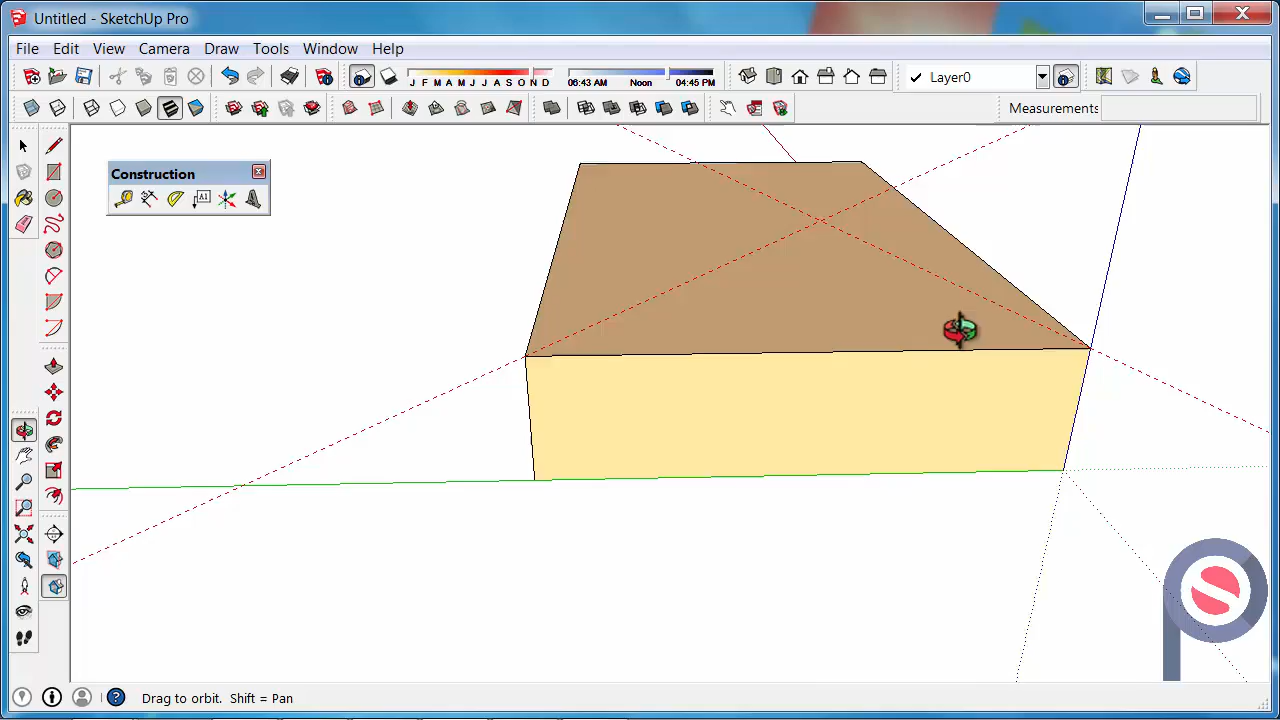 Untitled - SketchUp Pro
File Edit View Camera Draw Tools Window Help
J F M A M J J A S O N D 06:43 AM Noon 04:45 PM Layer0
Measurements
Construction
A1
Drag to orbit. Shift = Pan